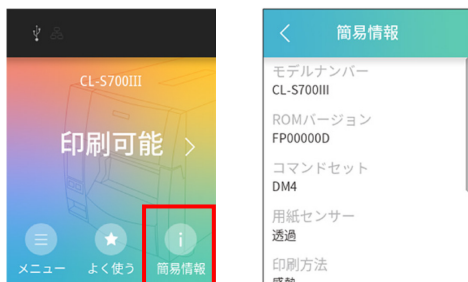 CL-S700III
印刷可能
メニュー
よく使う
簡易情報
簡易情報
モデルナンバー
CL-S700III
ROMバージョン
FP00000D
コマンドセット
DM4
用紙センサー
透過
印刷方法
感熱